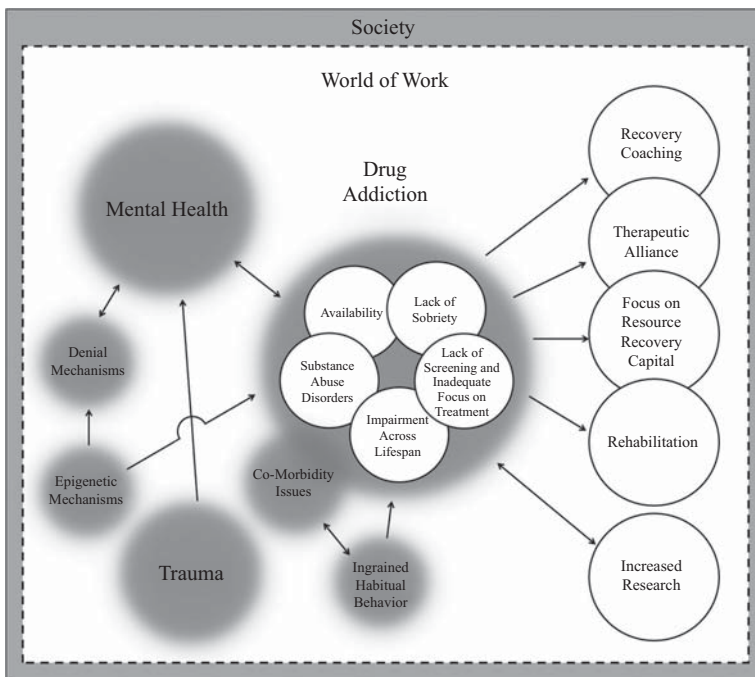 Society
World of Work
Drug
Addiction
Mental Health
Denial
Mechanisms
Epigenetic
Mechanisms
Trauma
Availability
Lack of
Sobriety
Substance
Abuse
Disorders
Lack of
Screening and
Inadequate
Focus on
Treatment
Impairment
Across
Lifespan
Co-Morbidity
Issues
Ingrained
Habitual
Behavior
Recovery
Coaching
Therapeutic
Alliance
Focus on
Resource
Recovery
Capital
Rehabilitation
Increased
Research